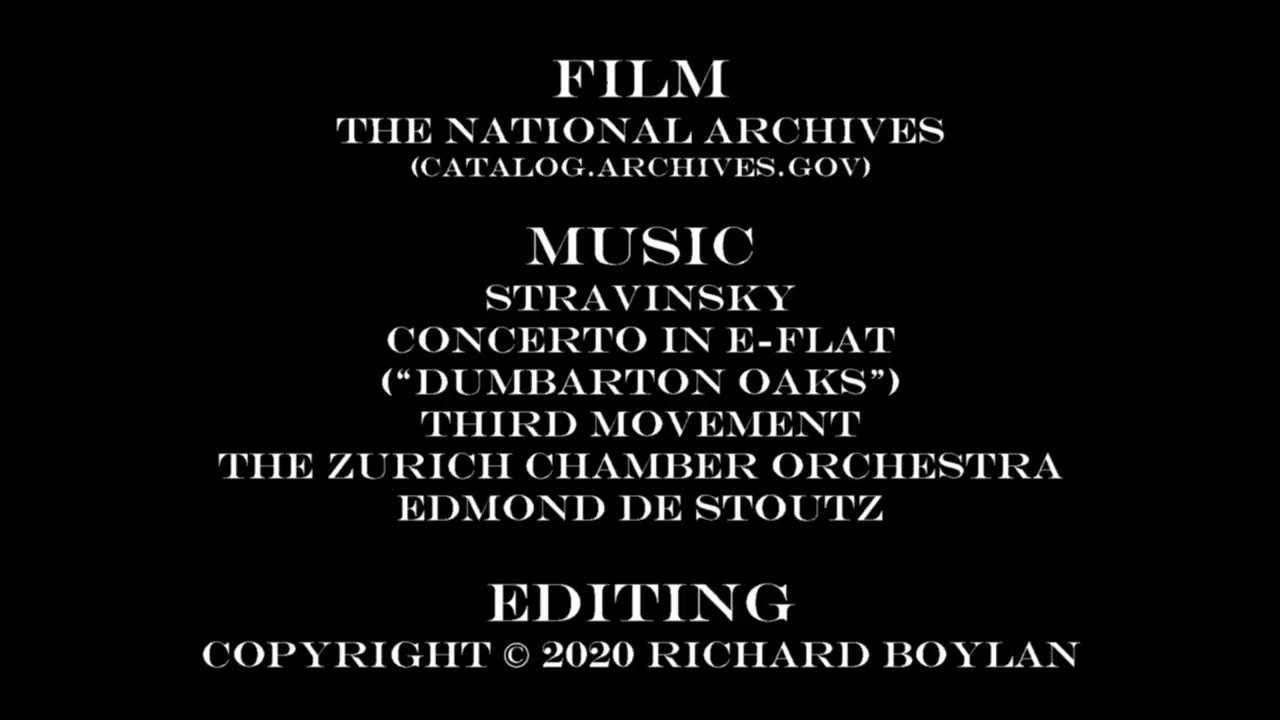 FILM
THE NATIONAL ARCHIVES
(CATALOG.ARCHIVES.GOV)
MUSIC
STRAVINSKY
CONCERTO IN E-FLAT
(“DUMBARTON OAKS”)
THIRD MOVEMENT
THE ZURICH CHAMBER ORCHESTRA
EDMOND DE STOUTZ
EDITING
COPYRIGHT © 2020 RICHARD BOYLAN